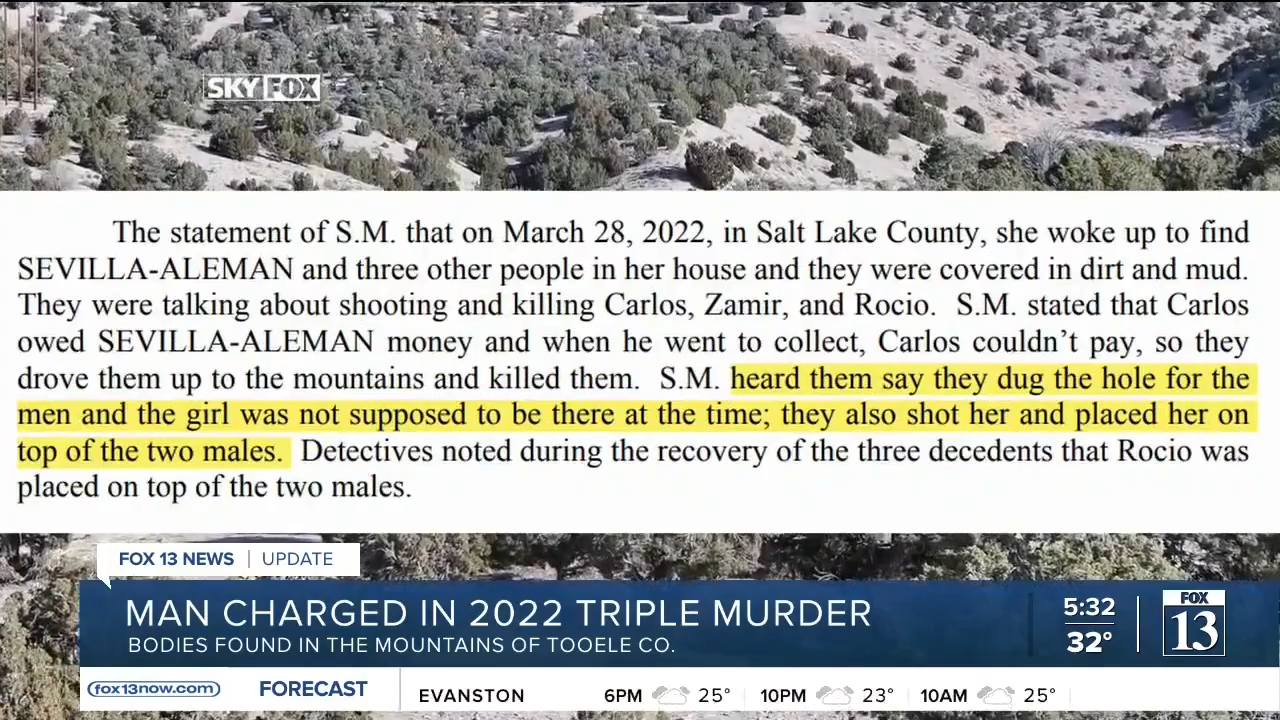 SKY FOX
The statement of S.M. that on March 28, 2022, in Salt Lake County, she woke up to find
SEVILLA-ALEMAN and three other people in her house and they were covered in dirt and mud.
They were talking about shooting and killing Carlos, Zamir, and Rocio. S.M. stated that Carlos
owed SEVILLA-ALEMAN money and when he went to collect, Carlos couldn't pay, so they
drove them up to the mountains and killed them. S.M. heard them say they dug the hole for the
men and the girl was not supposed to be there at the time; they also shot her and placed her on
top of the two males. Detectives noted during the recovery of the three decedents that Rocio was
placed on top of the two males.
FOX 13 NEWS | UPDATE
MAN CHARGED IN 2022 TRIPLE MURDER
BODIES FOUND IN THE MOUNTAINS OF TOOELE CO.
5:32
32°
FOX
13
fox13now.com FORECAST EVANSTON 6PM 25° 10PM 23° 10AM 25°